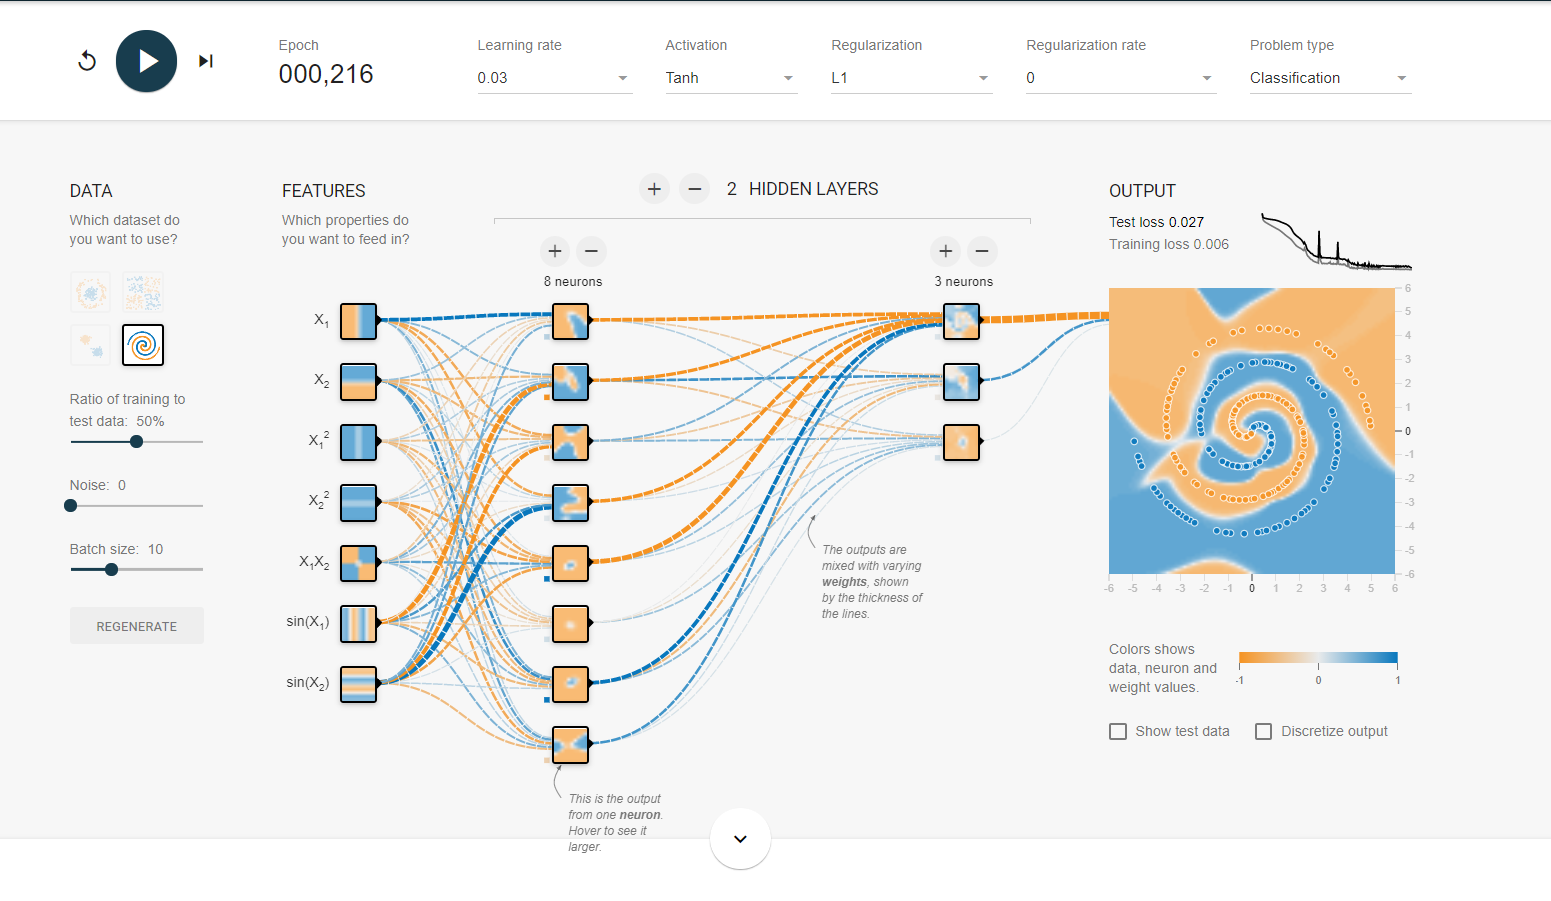 Epoch
000,216
Learning rate
0.03
Activation
Tanh
Regularization
L1
Regularization rate
0
Problem type
Classification
DATA
Which dataset do
you want to use?
Ratio of training to
test data: 50%
Noise: 0
Batch size: 10
REGENERATE
FEATURES
Which properties do
you want to feed in?
X1
X2
X1²
X2²
X1X2
sin(X1)
sin(X2)
+ − 2 HIDDEN LAYERS
+ −
8 neurons
+ −
3 neurons
The outputs are
mixed with varying
weights, shown
by the thickness of
the lines.
This is the output
from one neuron.
Hover to see it
larger.
OUTPUT
Test loss 0.027
Training loss 0.006
6
5
4
3
2
1
0
-1
-2
-3
-4
-5
-6
-6 -5 -4 -3 -2 -1 0 1 2 3 4 5 6
Colors shows
data, neuron and
weight values.
-1 0 1
Show test data
Discretize output